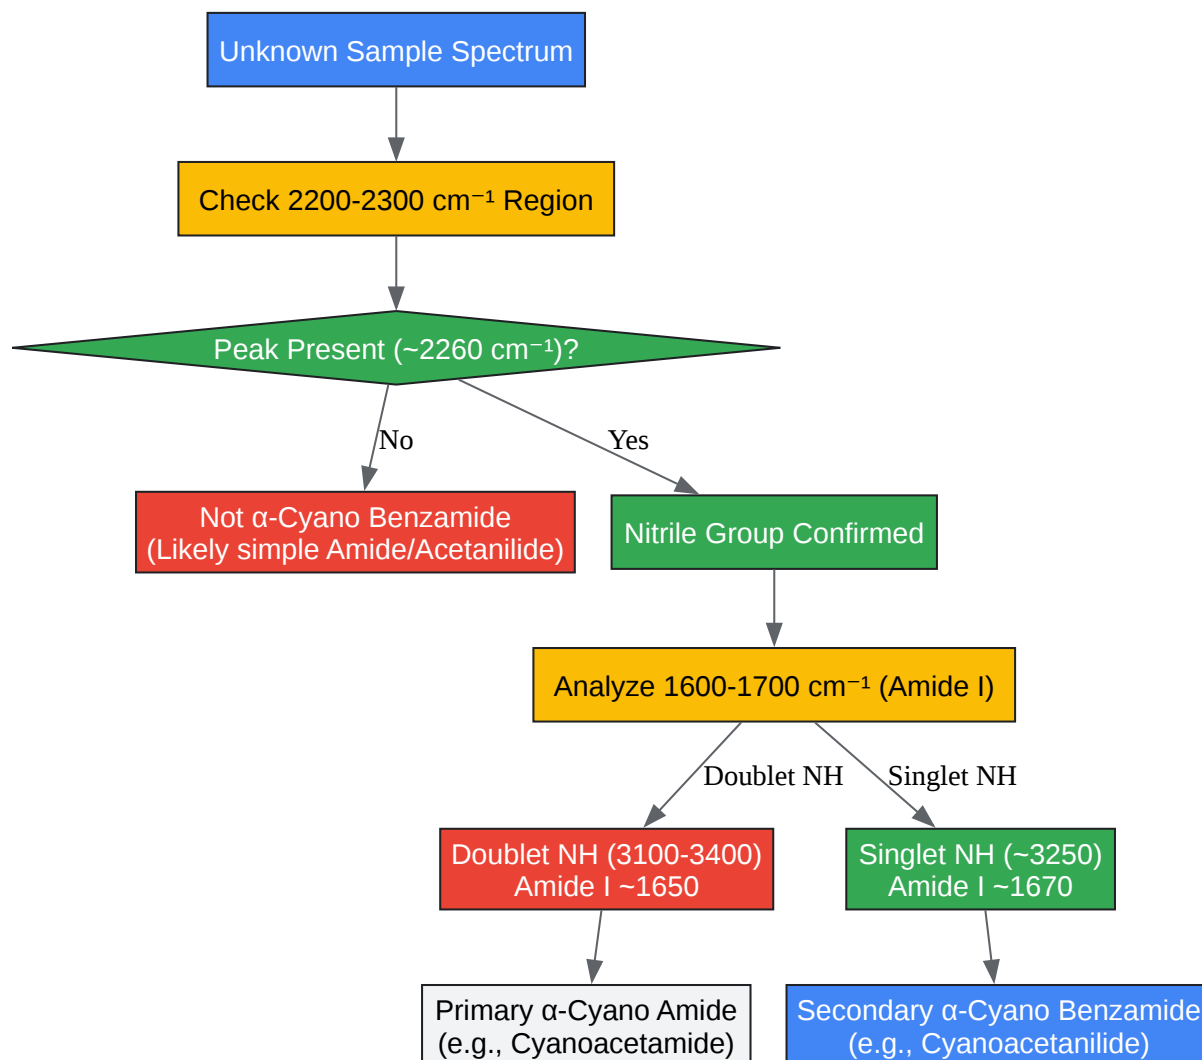 Unknown Sample Spectrum
Check 2200-2300 cm⁻¹ Region
Peak Present (~2260 cm⁻¹)?
No
Yes
Not α-Cyano Benzamide
(Likely simple Amide/Acetanilide)
Nitrile Group Confirmed
Analyze 1600-1700 cm⁻¹ (Amide I)
Doublet NH
Singlet NH
Doublet NH (3100-3400)
Amide I ~1650
Singlet NH (~3250)
Amide I ~1670
Primary α-Cyano Amide
(e.g., Cyanoacetamide)
Secondary α-Cyano Benzamide
(e.g., Cyanoacetanilide)